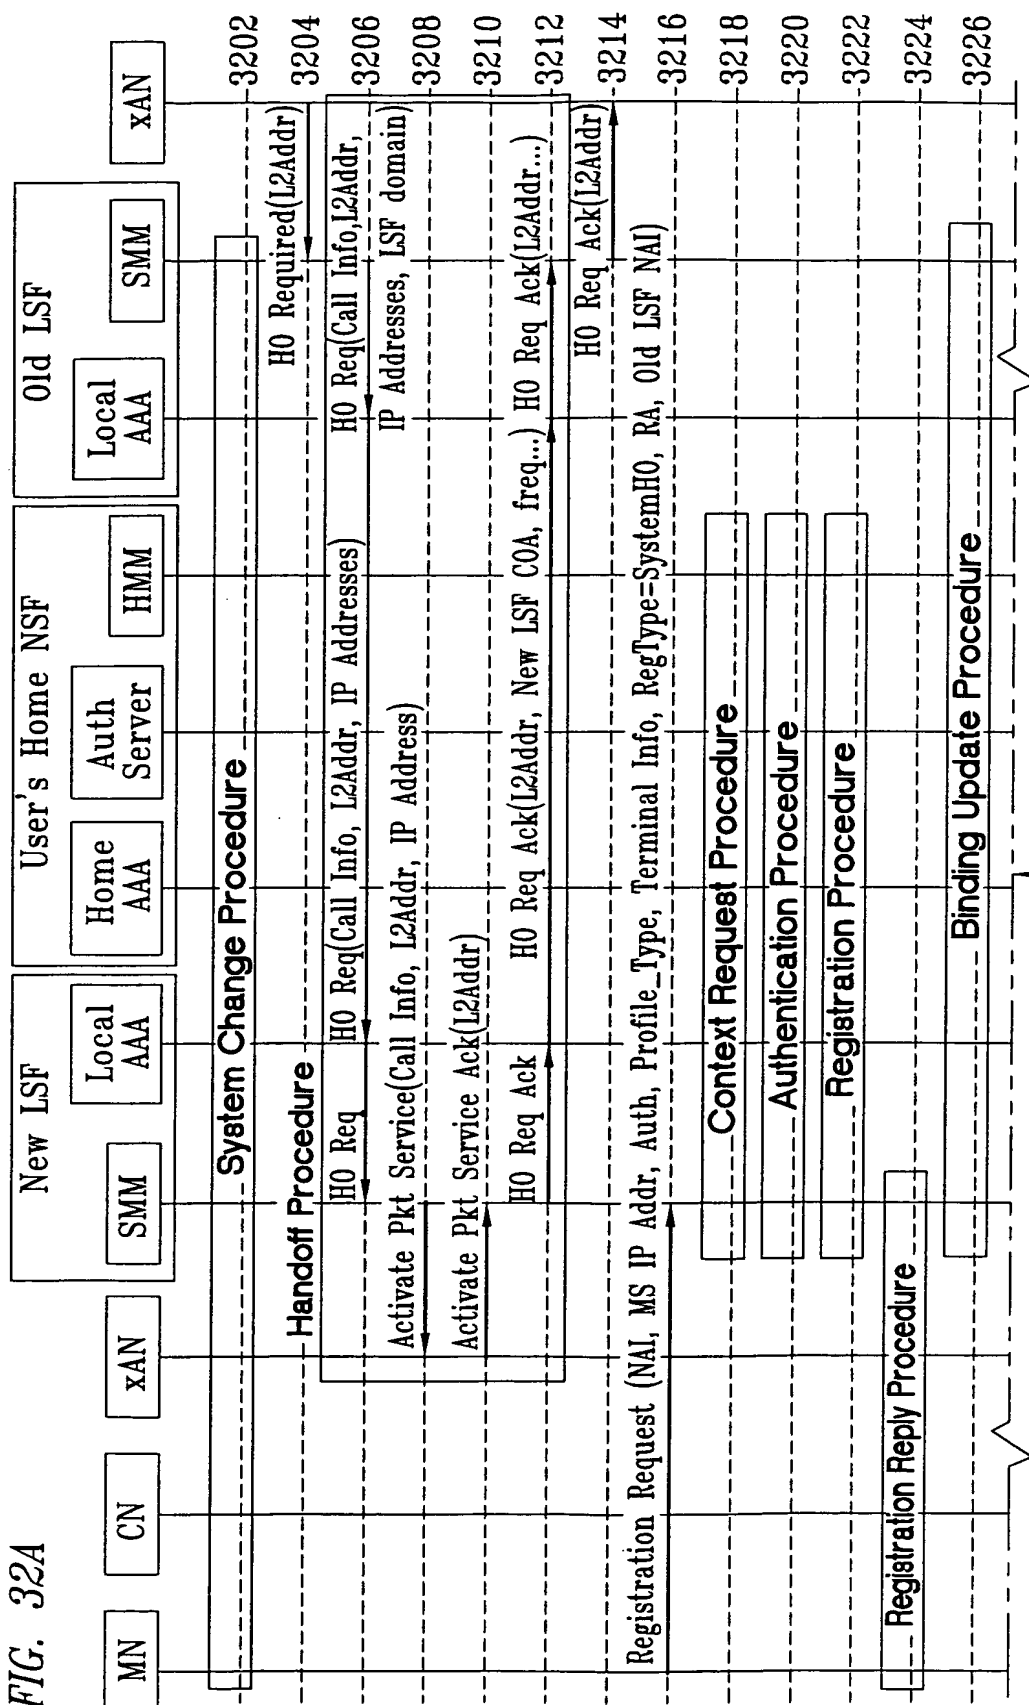 FIG. 32A
New LSF
User's Home NSF
Old LSF
MN
CN
xAN
SMM
Local
AAA
Home
AAA
Auth
Server
HMM
Local
AAA
SMM
xAN
System Change Procedure
3202
Handoff Procedure
HO Required(L2Addr)
3204
HO Req
HO Req(Call Info, L2Addr, IP Addresses)
HO Req(Call Info,L2Addr,
IP Addresses, LSF domain)
3206
Activate Pkt Service(Call Info, L2Addr, IP Address)
3208
Activate Pkt Service Ack(L2Addr)
3210
HO Req Ack
HO Req Ack(L2Addr, New LSF COA, freq...)
HO Req Ack(L2Addr...)
3212
HO Req Ack(L2Addr)
3214
Registration Request (NAI, MS IP Addr, Auth, Profile_Type, Terminal Info, RegType=SystemHO, RA, Old LSF NAI)
3216
Context Request Procedure
3218
Authentication Procedure
3220
Registration Procedure
3222
Registration Reply Procedure
3224
Binding Update Procedure
3226